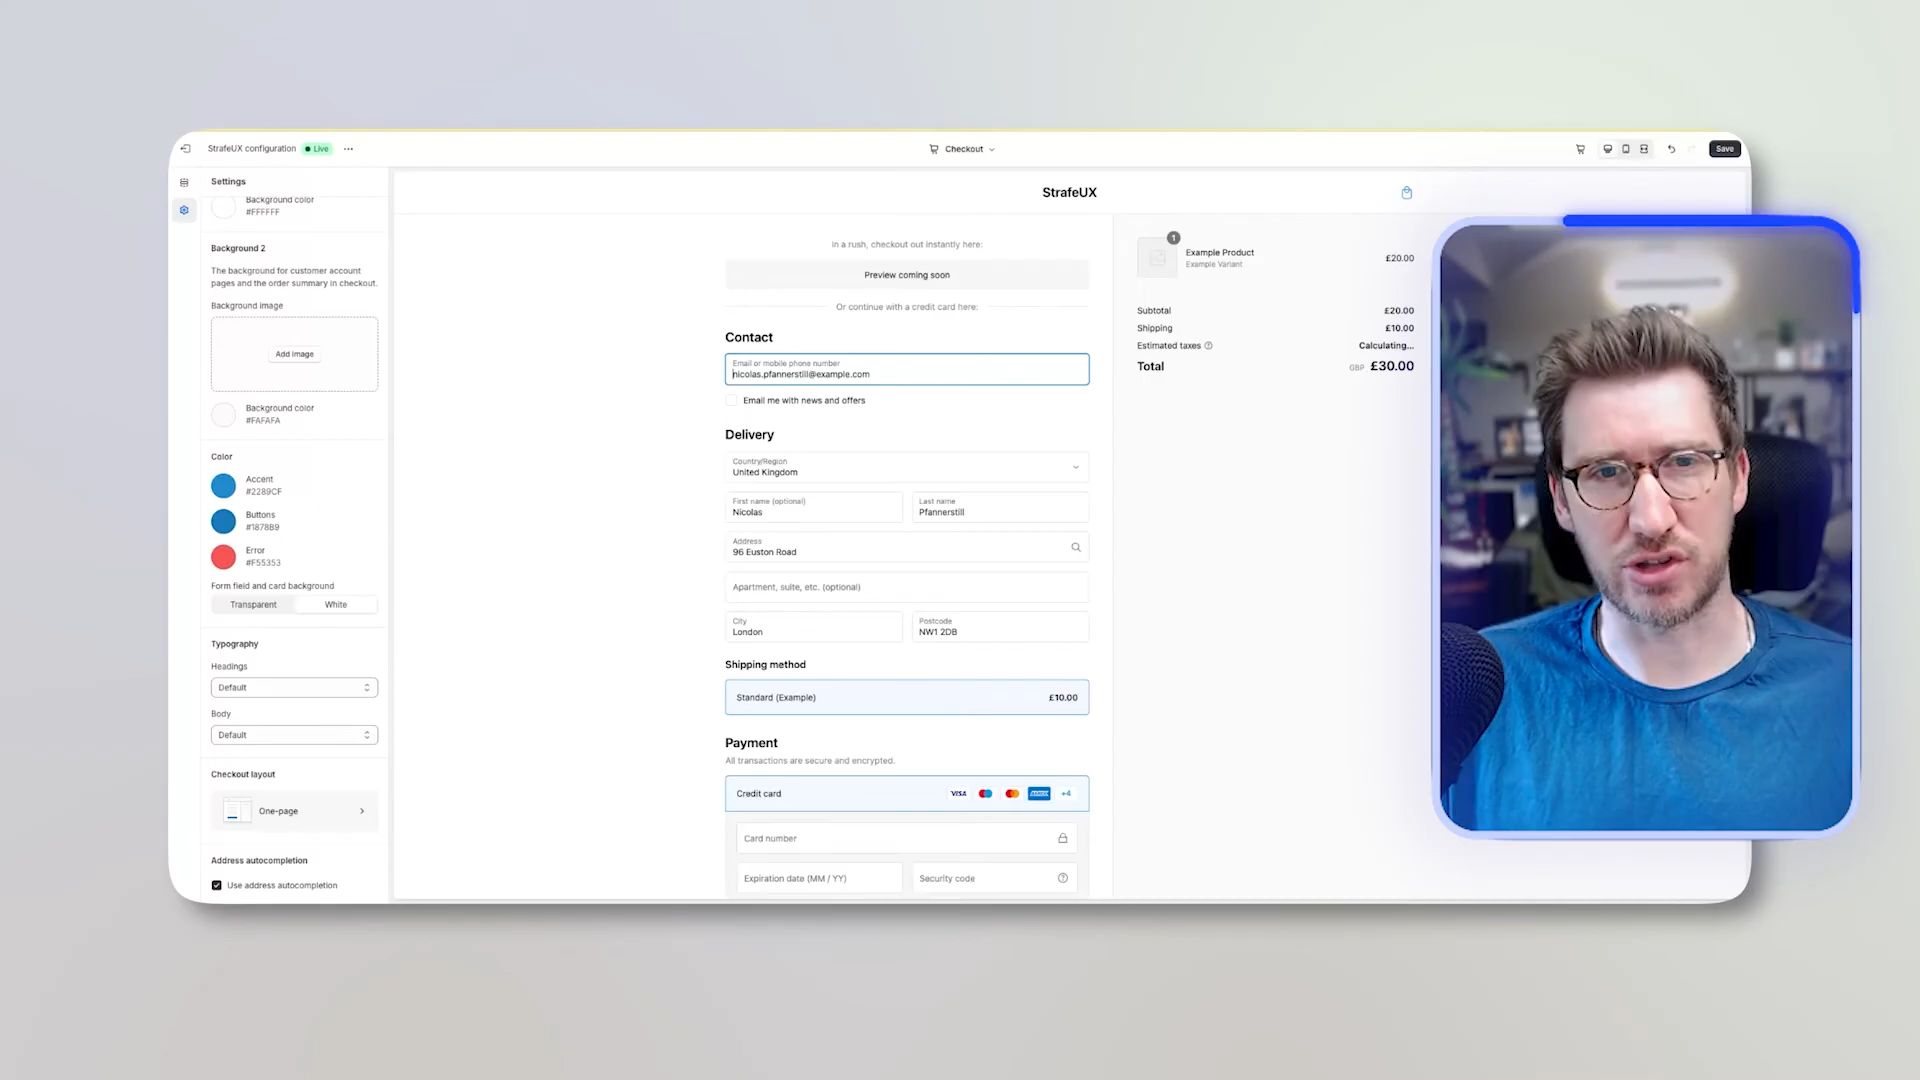 StrafeUX configuration
Live
Checkout
Save
Settings
Background color
#FFFFFF
Background 2
The background for customer account
pages and the order summary in checkout.
Background image
Add image
Background color
#FAFAFA
Color
Accent
#2289CF
Buttons
#1878B9
Error
#F55353
Form field and card background
Transparent
White
Typography
Headings
Default
Body
Default
Checkout layout
One-page
Address autocompletion
Use address autocompletion
StrafeUX
In a rush, checkout out instantly here:
Preview coming soon
Or continue with a credit card here:
Contact
Email or mobile phone number
nicolas.pfannerstill@example.com
Email me with news and offers
Delivery
Country/Region
United Kingdom
First name (optional)
Nicolas
Last name
Pfannerstill
Address
96 Euston Road
Apartment, suite, etc. (optional)
City
London
Postcode
NW1 2DB
Shipping method
Standard (Example) £10.00
Payment
All transactions are secure and encrypted.
Credit card VISA AMEX +4
Card number
Expiration date (MM / YY)
Security code
1
Example Product £20.00
Example Variant
Subtotal £20.00
Shipping £10.00
Estimated taxes Calculating...
Total GBP £30.00